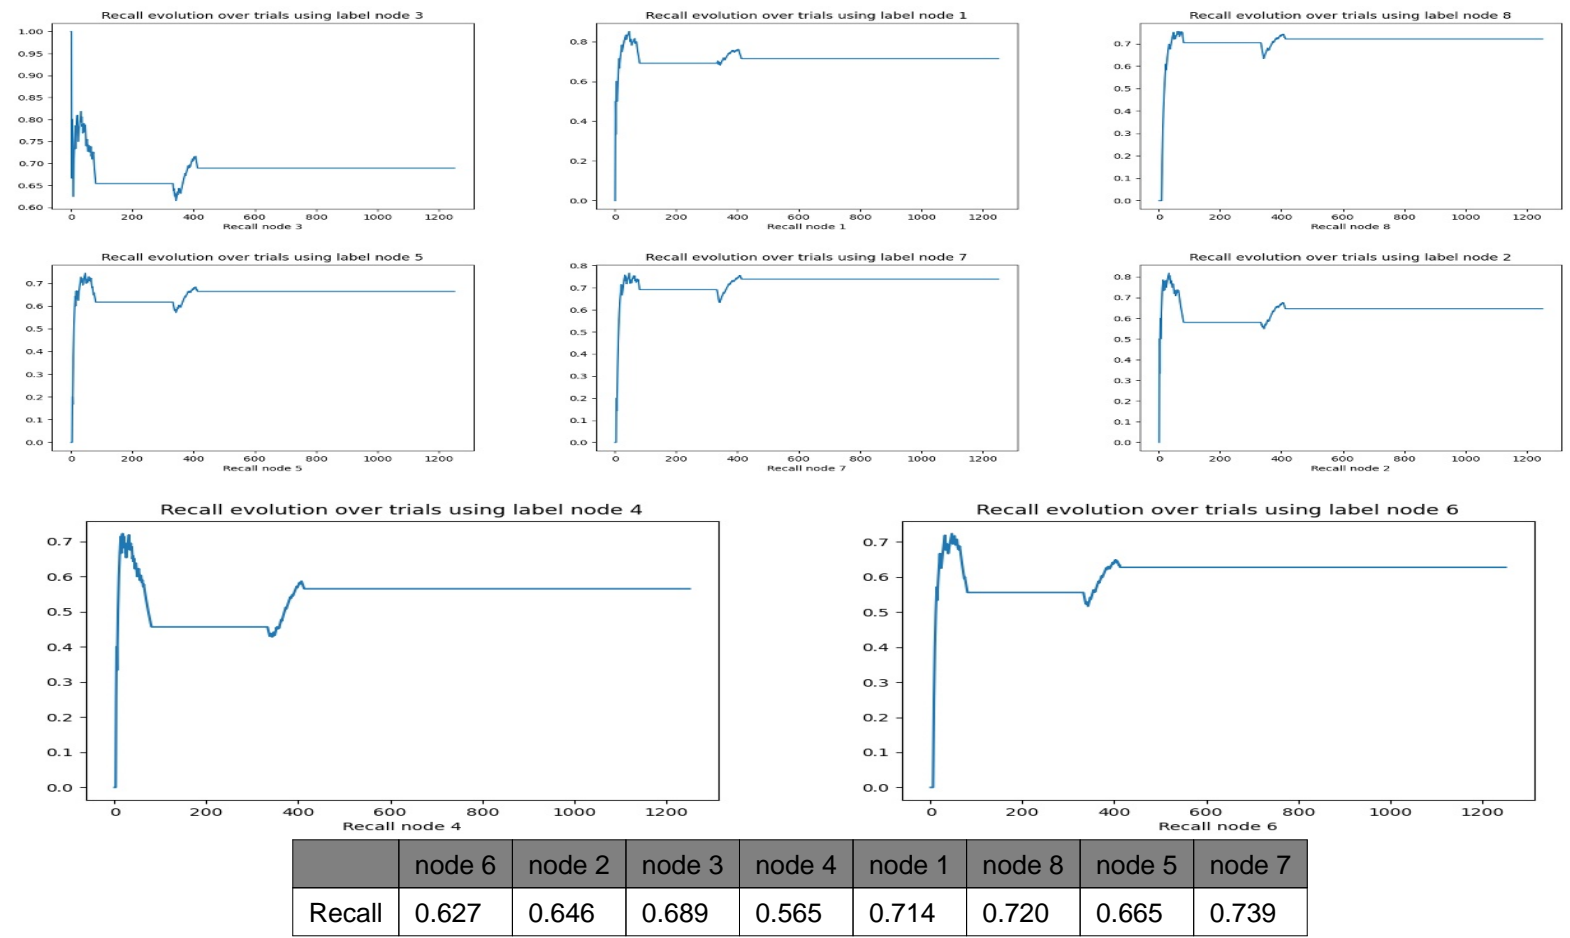 Recall evolution over trials using label node 3
1.00
0.95
0.90
0.85
0.80
0.75
0.70
0.65
0.60
0 200 400 600 800 1000 1200
Recall node 3
Recall evolution over trials using label node 1
0.8
0.6
0.4
0.2
0.0
0 200 400 600 800 1000 1200
Recall node 1
Recall evolution over trials using label node 8
0.7
0.6
0.5
0.4
0.3
0.2
0.1
0.0
0 200 400 600 800 1000 1200
Recall node 8
Recall evolution over trials using label node 5
0.7
0.6
0.5
0.4
0.3
0.2
0.1
0.0
0 200 400 600 800 1000 1200
Recall node 5
Recall evolution over trials using label node 7
0.8
0.7
0.6
0.5
0.4
0.3
0.2
0.1
0.0
0 200 400 600 800 1000 1200
Recall node 7
Recall evolution over trials using label node 2
0.8
0.7
0.6
0.5
0.4
0.3
0.2
0.1
0.0
0 200 400 600 800 1000 1200
Recall node 2
Recall evolution over trials using label node 4
0.7
0.6
0.5
0.4
0.3
0.2
0.1
0.0
0 200 400 600 800 1000 1200
Recall node 4
Recall evolution over trials using label node 6
0.7
0.6
0.5
0.4
0.3
0.2
0.1
0.0
0 200 400 600 800 1000 1200
Recall node 6
node 6 node 2 node 3 node 4 node 1 node 8 node 5 node 7
Recall 0.627 0.646 0.689 0.565 0.714 0.720 0.665 0.739